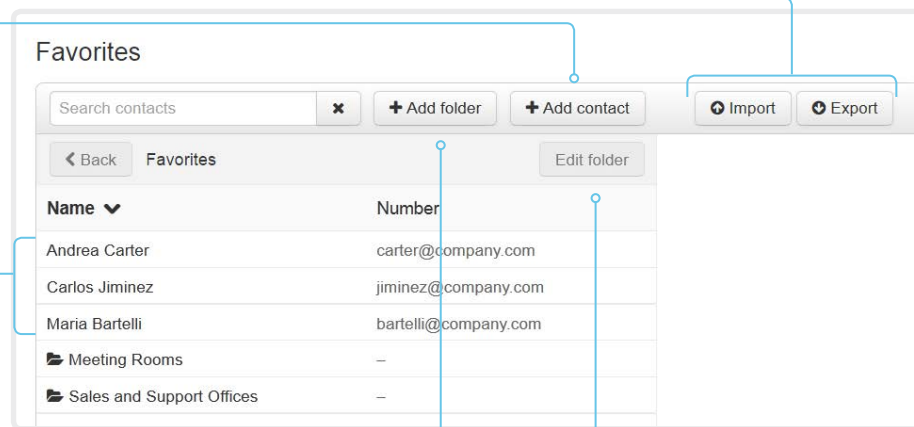 Favorites
Search contacts Add folder Add contact Import Export
Back Favorites Edit folder
Name Number
Andrea Carter carter@company.com
Carlos Jiminez jiminez@company.com
Maria Bartelli bartelli@company.com
Meeting Rooms –
Sales and Support Offices –